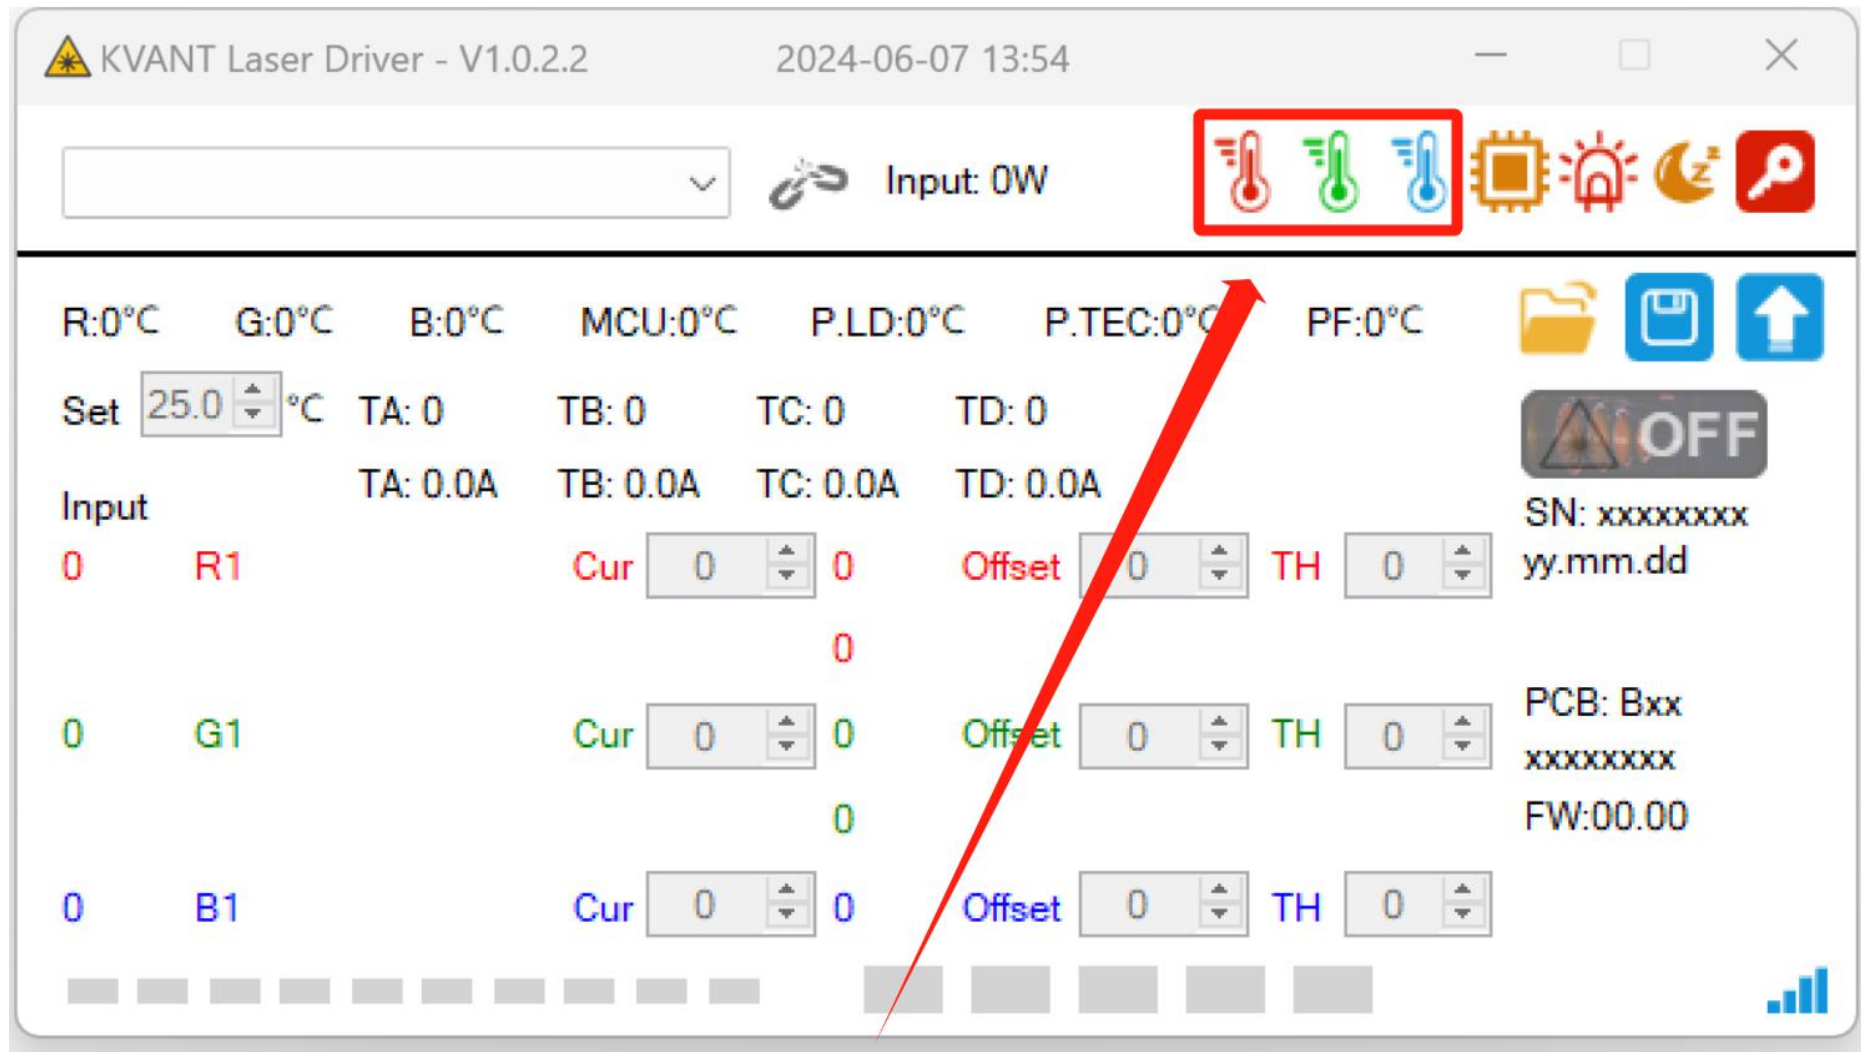 KVANT Laser Driver - V1.0.2.2 2024-06-07 13:54
Input: 0W
R:0°C G:0°C B:0°C MCU:0°C P.LD:0°C P.TEC:0°C PF:0°C
Set 25.0 °C TA: 0 TB: 0 TC: 0 TD: 0
OFF
TA: 0.0A TB: 0.0A TC: 0.0A TD: 0.0A
Input
SN: xxxxxxxx
yy.mm.dd
0 R1 Cur 0 0 Offset 0 TH 0
0
PCB: Bxx
0 G1 Cur 0 0 Offset 0 TH 0
xxxxxxxx
0
FW:00.00
0 B1 Cur 0 0 Offset 0 TH 0